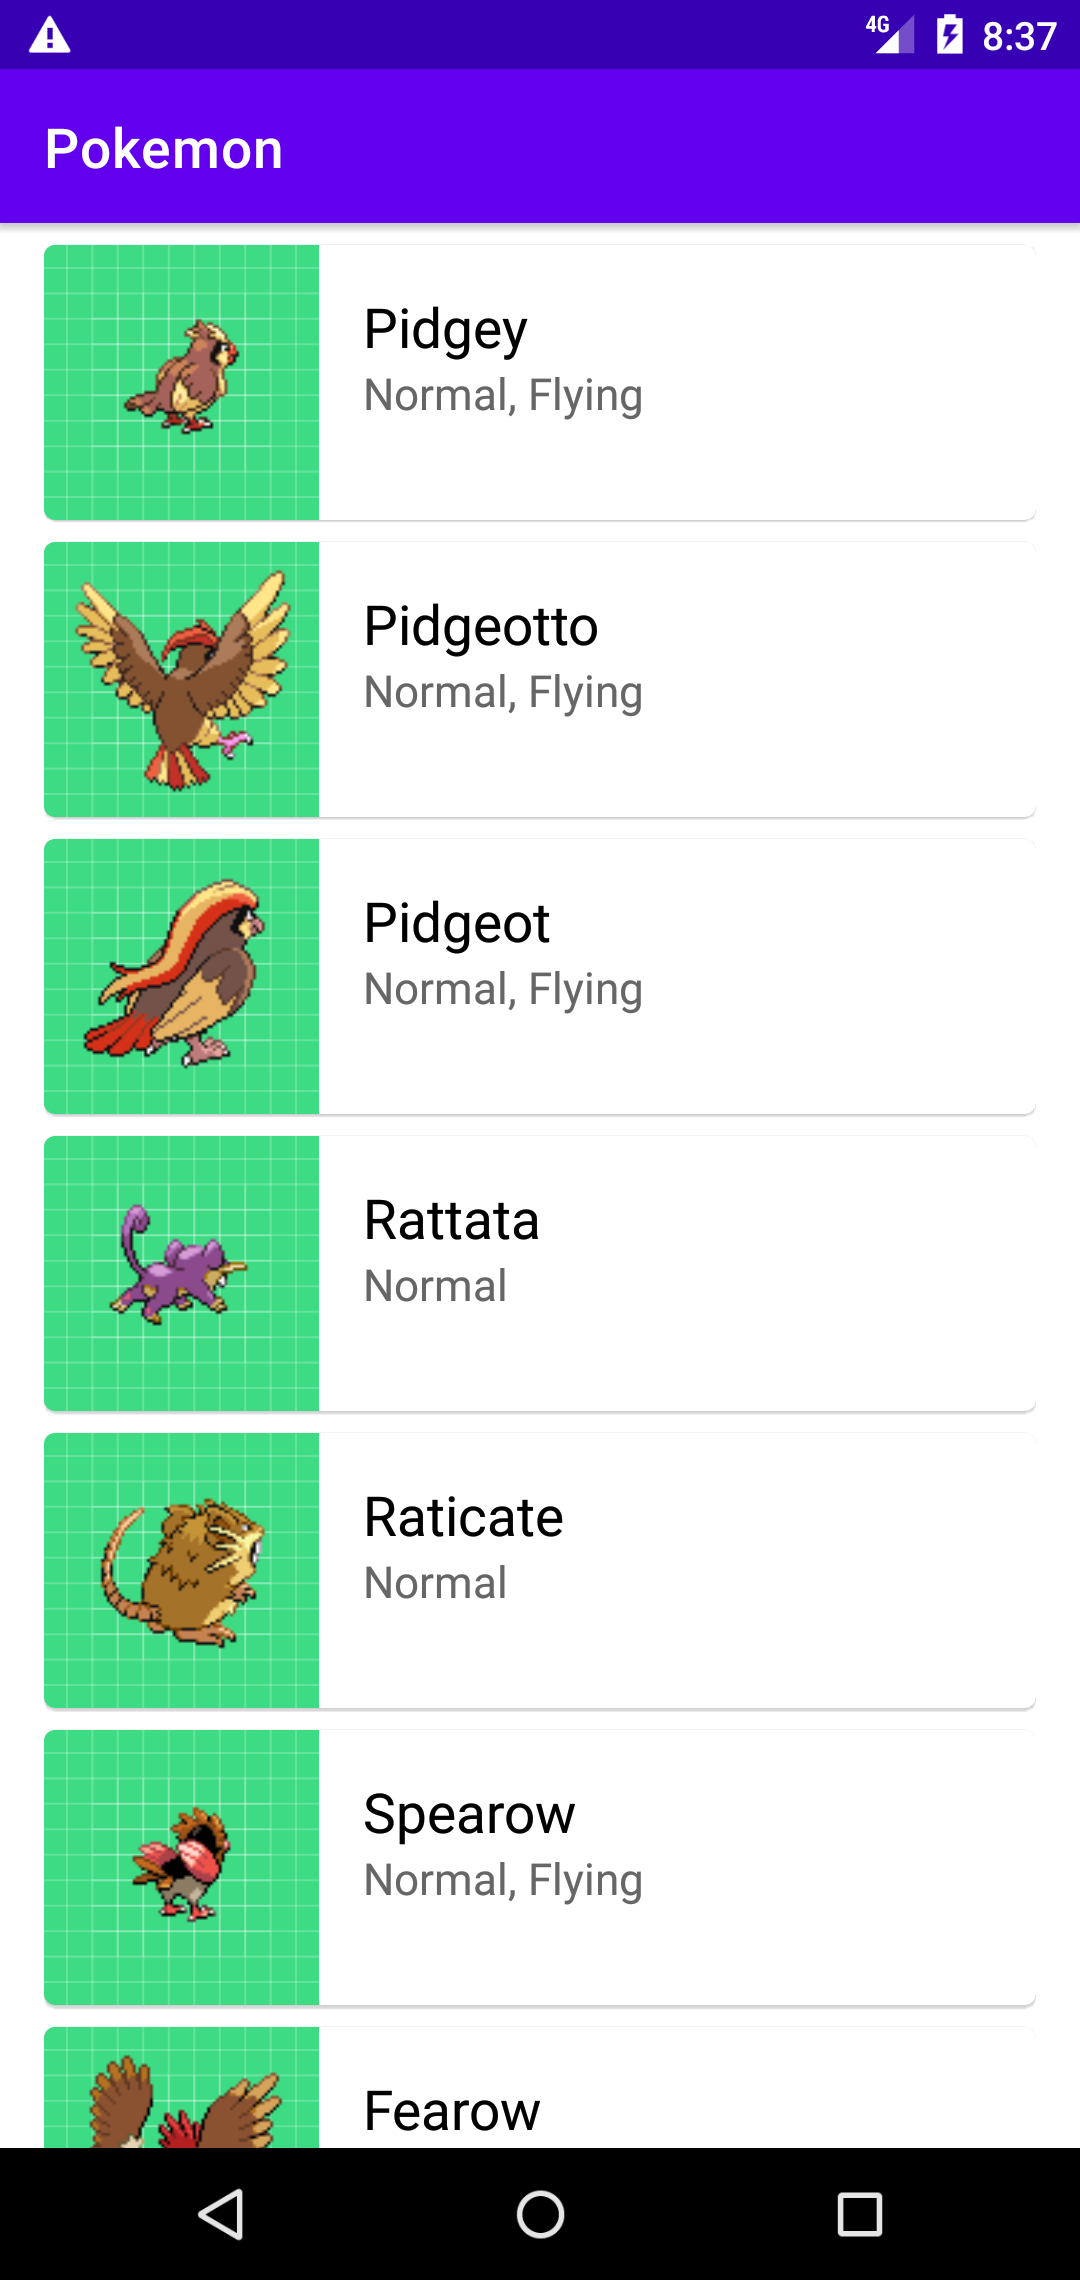 4G 8:37
Pokemon
Pidgey
Normal, Flying
Pidgeotto
Normal, Flying
Pidgeot
Normal, Flying
Rattata
Normal
Raticate
Normal
Spearow
Normal, Flying
Fearow